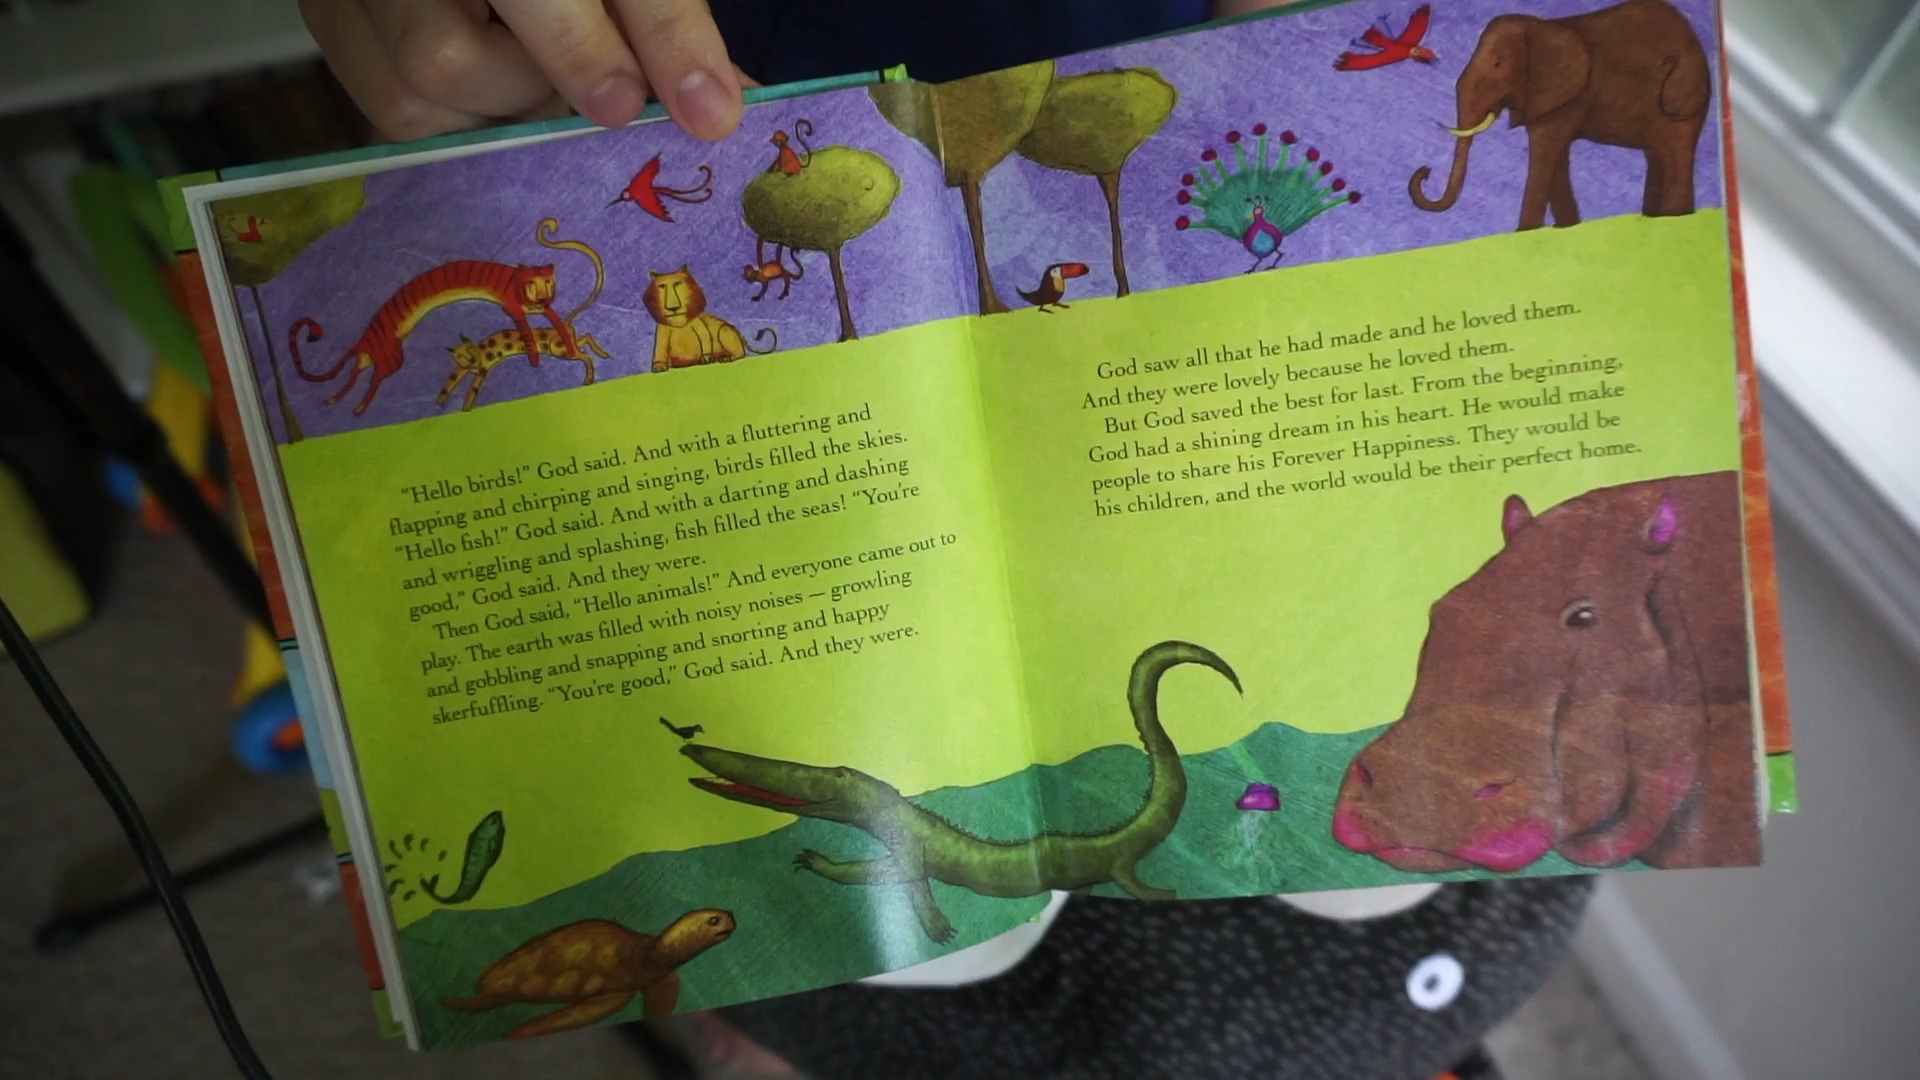 “Hello birds!” God said. And with a fluttering and
flapping and chirping and singing, birds filled the skies.
“Hello fish!” God said. And with a darting and dashing
and wriggling and splashing, fish filled the seas! “You're
good,” God said. And they were.
Then God said, “Hello animals!” And everyone came out to
play. The earth was filled with noisy noises — growling
and gobbling and snapping and snorting and happy
skerfuffling. “You're good,” God said. And they were.
God saw all that he had made and he loved them.
And they were lovely because he loved them.
But God saved the best for last. From the beginning,
God had a shining dream in his heart. He would make
people to share his Forever Happiness. They would be
his children, and the world would be their perfect home.